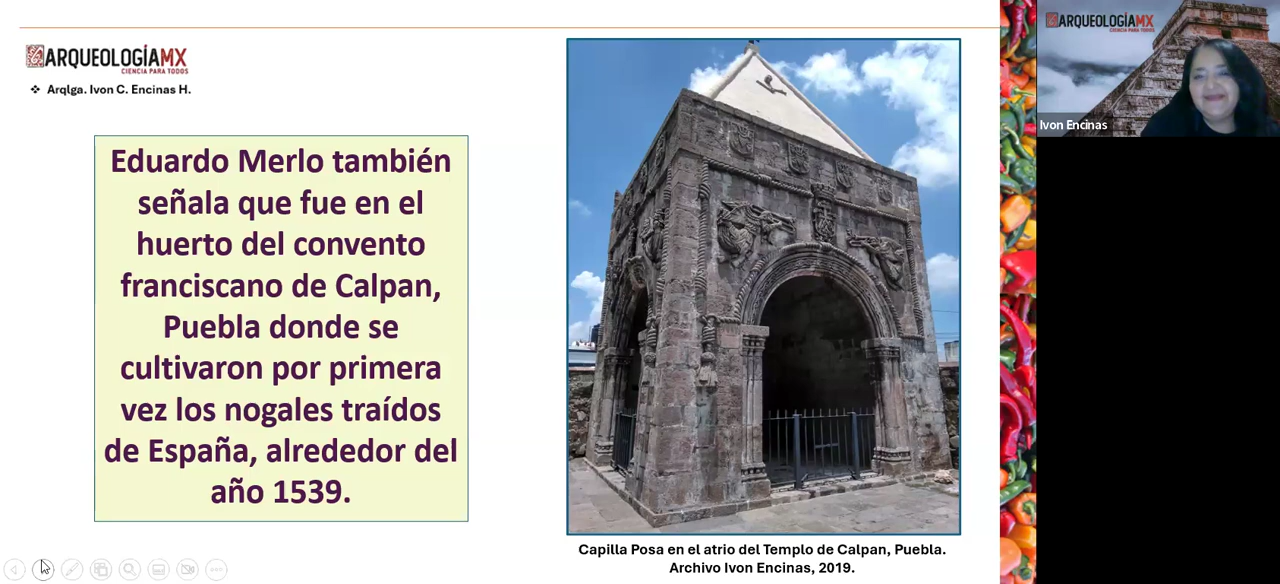 ARQUEOLOGÍAMX
CIENCIA PARA TODOS
❖ Arqlga. Ivon C. Encinas H.
Eduardo Merlo también
señala que fue en el
huerto del convento
franciscano de Calpan,
Puebla donde se
cultivaron por primera
vez los nogales traídos
de España, alrededor del
año 1539.
Capilla Posa en el atrio del Templo de Calpan, Puebla.
Archivo Ivon Encinas, 2019.
ARQUEOLOGÍAMX
Ivon Encinas